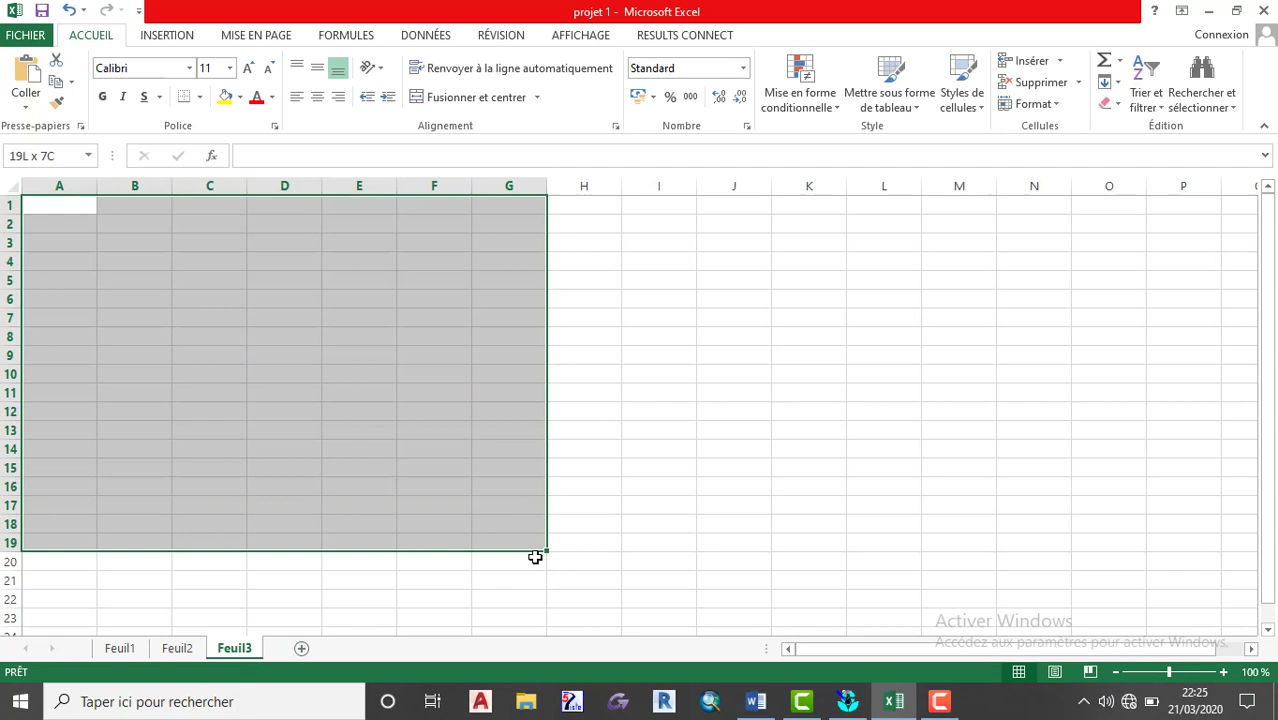 projet 1 - Microsoft Excel
?
FICHIER ACCUEIL INSERTION MISE EN PAGE FORMULES DONNÉES RÉVISION AFFICHAGE RESULTS CONNECT Connexion
Coller
Calibri 11
G I S A A A
Renvoyer à la ligne automatiquement
Fusionner et centrer
Standard
% 000
Mise en forme conditionnelle
Mettre sous forme de tableau
Styles de cellules
Insérer
Supprimer
Format
Trier et filtrer
Rechercher et sélectionner
Presse-papiers Police Alignement Nombre Style Cellules Édition
19L x 7C fx
A B C D E F G H I J K L M N O P
1
2
3
4
5
6
7
8
9
10
11
12
13
14
15
16
17
18
19
20
21
22
23
Activer Windows
Accédez aux paramètres pour activer Windows.
Feuil1 Feuil2 Feuil3
PRÊT 100 %
Taper ici pour rechercher
22:25
21/03/2020